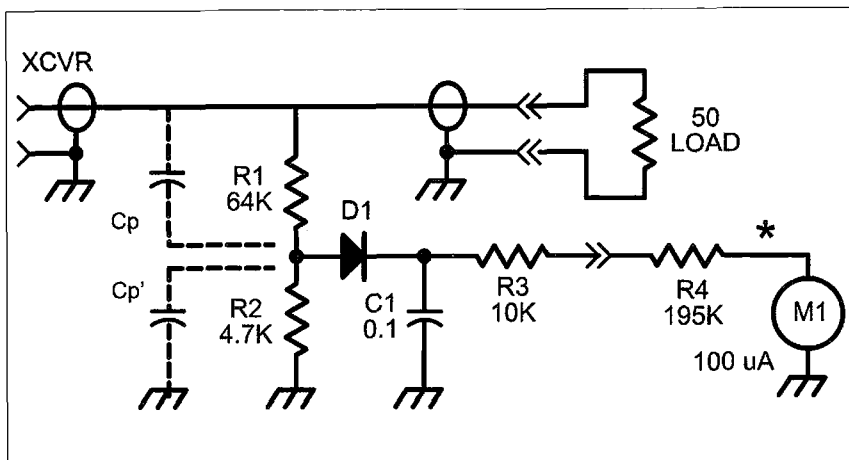 XCVR
50
LOAD
R1
64K
Cp
D1
*
Cp'
R2
4.7K
C1
0.1
R3
10K
R4
195K
M1
100 uA